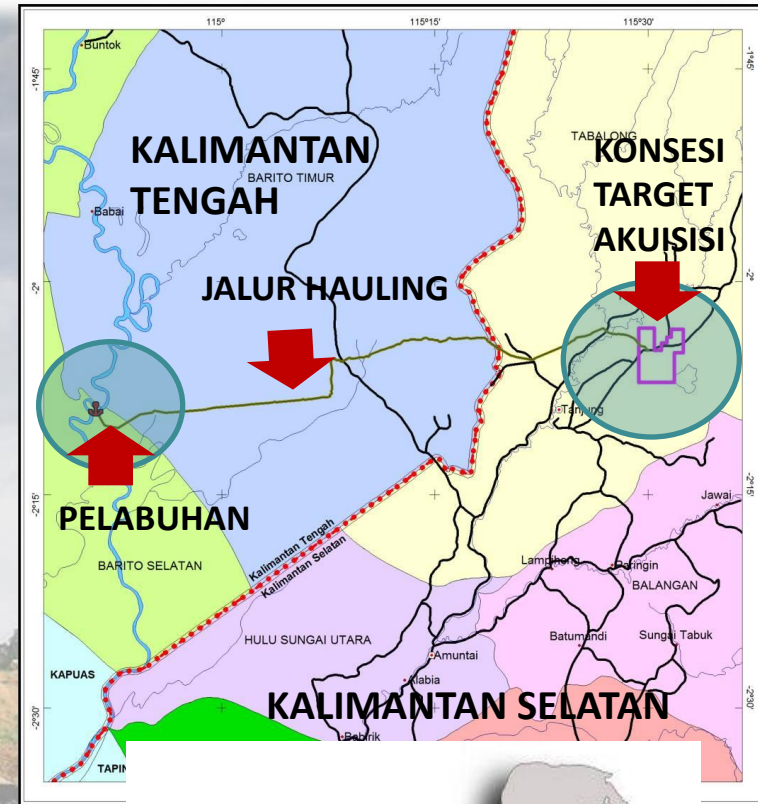 115°
115°15'
115°30'
-1°45'
-1°45'
Buntok
TABALONG
KALIMANTAN
TENGAH
BARITO TIMUR
KONSESI
TARGET
AKUISISI
Babai
-2°
-2°
JALUR HAULING
Tanjung
-2°15'
-2°15'
PELABUHAN
Jawai
BARITO SELATAN
Kalimantan Tengah
Kalimantan Selatan
Lampihong
Paringin
BALANGAN
HULU SUNGAI UTARA
Batumandi
Sungai Tabuk
Amuntai
KAPUAS
Alabia
-2°30'
-2°30'
KALIMANTAN SELATAN
Babirik
TAPIN